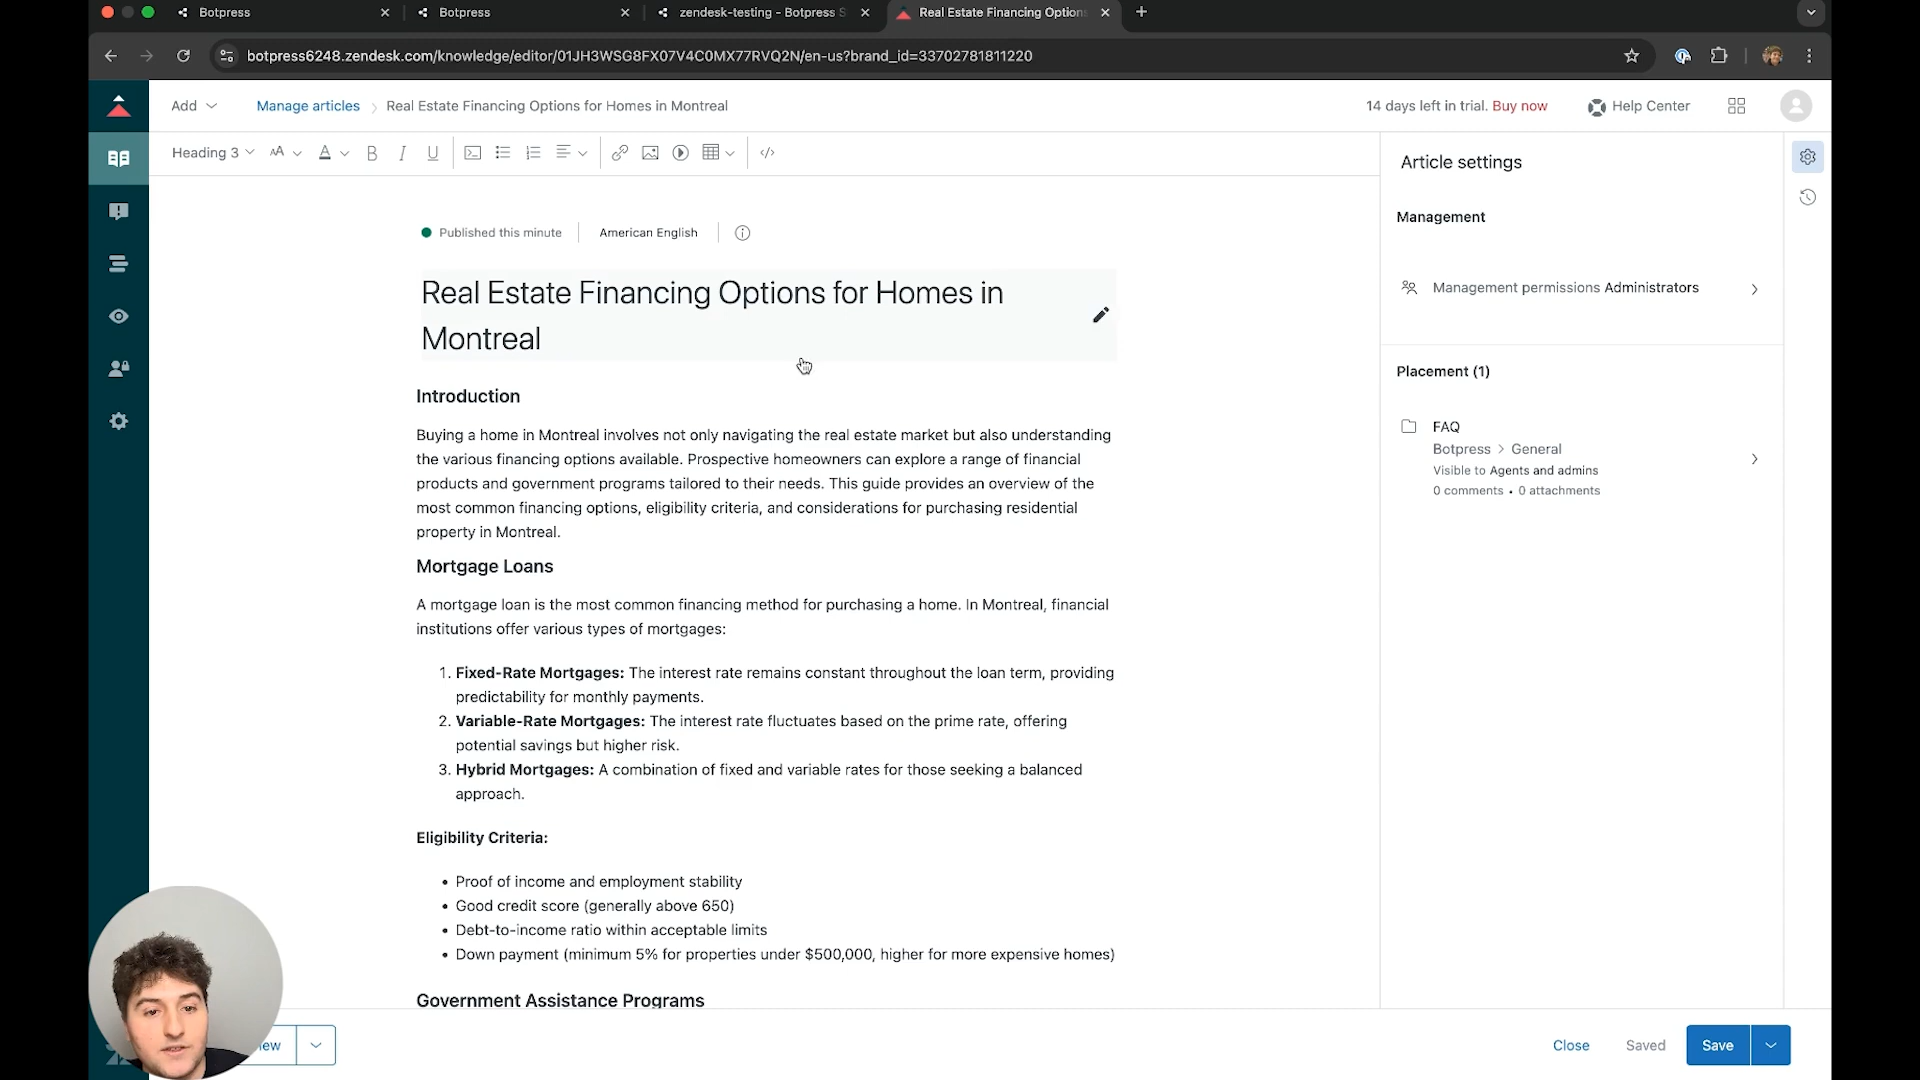 Botpress
Botpress
zendesk-testing - Botpress S
Real Estate Financing Option
botpress6248.zendesk.com/knowledge/editor/01JH3WSG8FX07V4C0MX77RVQ2N/en-us?brand_id=33702781811220
Add
Manage articles
Real Estate Financing Options for Homes in Montreal
14 days left in trial. Buy now
Help Center
Heading 3
Article settings
Management
Management permissions Administrators
Placement (1)
FAQ
Botpress > General
Visible to Agents and admins
0 comments • 0 attachments
Published this minute
American English
Real Estate Financing Options for Homes in
Montreal
Introduction
Buying a home in Montreal involves not only navigating the real estate market but also understanding
the various financing options available. Prospective homeowners can explore a range of financial
products and government programs tailored to their needs. This guide provides an overview of the
most common financing options, eligibility criteria, and considerations for purchasing residential
property in Montreal.
Mortgage Loans
A mortgage loan is the most common financing method for purchasing a home. In Montreal, financial
institutions offer various types of mortgages:
1. Fixed-Rate Mortgages: The interest rate remains constant throughout the loan term, providing
predictability for monthly payments.
2. Variable-Rate Mortgages: The interest rate fluctuates based on the prime rate, offering
potential savings but higher risk.
3. Hybrid Mortgages: A combination of fixed and variable rates for those seeking a balanced
approach.
Eligibility Criteria:
• Proof of income and employment stability
• Good credit score (generally above 650)
• Debt-to-income ratio within acceptable limits
• Down payment (minimum 5% for properties under $500,000, higher for more expensive homes)
Government Assistance Programs
Close
Saved
Save